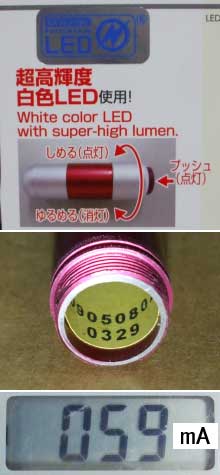 LED
LED
超高輝度
白色LED使用!
White color LED
with super-high lumen.
しめる(点灯)
プッシュ
(点灯)
ゆるめる(消灯)
0329
059
mA